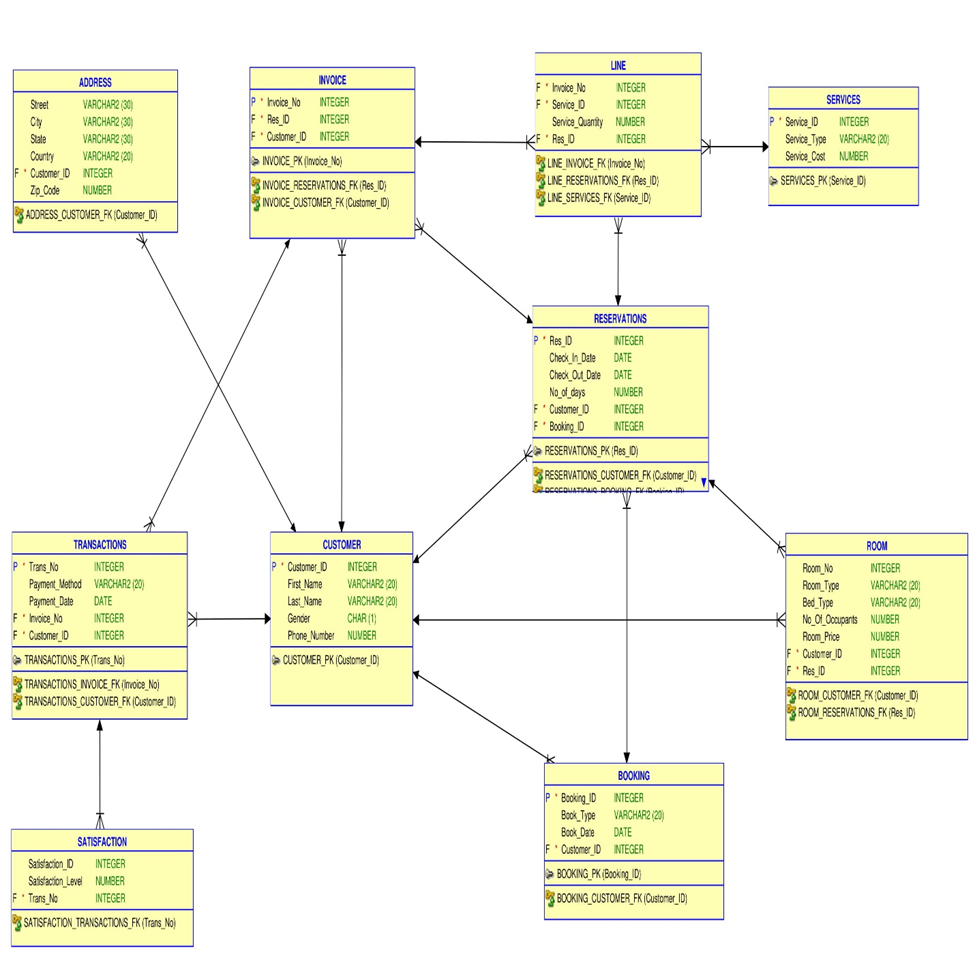 ADDRESS
Street VARCHAR2 (30)
City VARCHAR2 (30)
State VARCHAR2 (30)
Country VARCHAR2 (20)
F * Customer_ID INTEGER
Zip_Code NUMBER
ADDRESS_CUSTOMER_FK (Customer_ID)
INVOICE
P * Invoice_No INTEGER
F * Res_ID INTEGER
F * Customer_ID INTEGER
INVOICE_PK (Invoice_No)
INVOICE_RESERVATIONS_FK (Res_ID)
INVOICE_CUSTOMER_FK (Customer_ID)
LINE
F * Invoice_No INTEGER
F * Service_ID INTEGER
Service_Quantity NUMBER
F * Res_ID INTEGER
LINE_INVOICE_FK (Invoice_No)
LINE_RESERVATIONS_FK (Res_ID)
LINE_SERVICES_FK (Service_ID)
SERVICES
P * Service_ID INTEGER
Service_Type VARCHAR2 (20)
Service_Cost NUMBER
SERVICES_PK (Service_ID)
RESERVATIONS
P * Res_ID INTEGER
Check_In_Date DATE
Check_Out_Date DATE
No_of_days NUMBER
F * Customer_ID INTEGER
F * Booking_ID INTEGER
RESERVATIONS_PK (Res_ID)
RESERVATIONS_CUSTOMER_FK (Customer_ID)
RESERVATIONS_BOOKING_FK (Booking_ID)
TRANSACTIONS
P * Trans_No INTEGER
Payment_Method VARCHAR2 (20)
Payment_Date DATE
F * Invoice_No INTEGER
F * Customer_ID INTEGER
TRANSACTIONS_PK (Trans_No)
TRANSACTIONS_INVOICE_FK (Invoice_No)
TRANSACTIONS_CUSTOMER_FK (Customer_ID)
CUSTOMER
P * Customer_ID INTEGER
First_Name VARCHAR2 (20)
Last_Name VARCHAR2 (20)
Gender CHAR (1)
Phone_Number NUMBER
CUSTOMER_PK (Customer_ID)
ROOM
Room_No INTEGER
Room_Type VARCHAR2 (20)
Bed_Type VARCHAR2 (20)
No_Of_Occupants NUMBER
Room_Price NUMBER
F * Customer_ID INTEGER
F * Res_ID INTEGER
ROOM_CUSTOMER_FK (Customer_ID)
ROOM_RESERVATIONS_FK (Res_ID)
BOOKING
P * Booking_ID INTEGER
Book_Type VARCHAR2 (20)
Book_Date DATE
F * Customer_ID INTEGER
BOOKING_PK (Booking_ID)
BOOKING_CUSTOMER_FK (Customer_ID)
SATISFACTION
Satisfaction_ID INTEGER
Satisfaction_Level NUMBER
F * Trans_No INTEGER
SATISFACTION_TRANSACTIONS_FK (Trans_No)